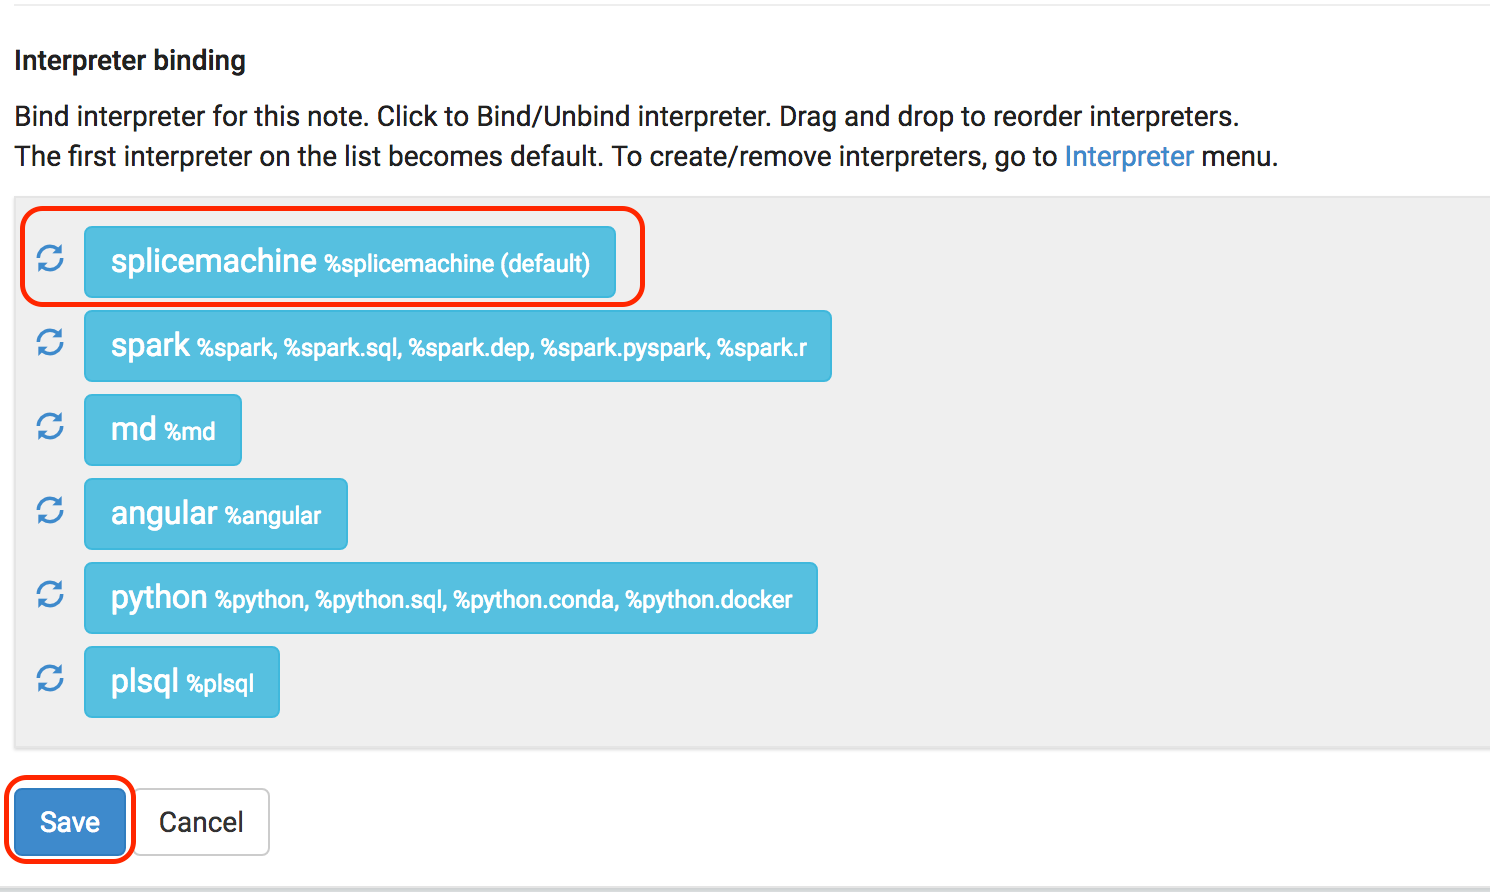 Interpreter binding
Bind interpreter for this note. Click to Bind/Unbind interpreter. Drag and drop to reorder interpreters.
The first interpreter on the list becomes default. To create/remove interpreters, go to Interpreter menu.
splicemachine %splicemachine (default)
spark %spark, %spark.sql, %spark.dep, %spark.pyspark, %spark.r
md %md
angular %angular
python %python, %python.sql, %python.conda, %python.docker
plsql %plsql
Save Cancel